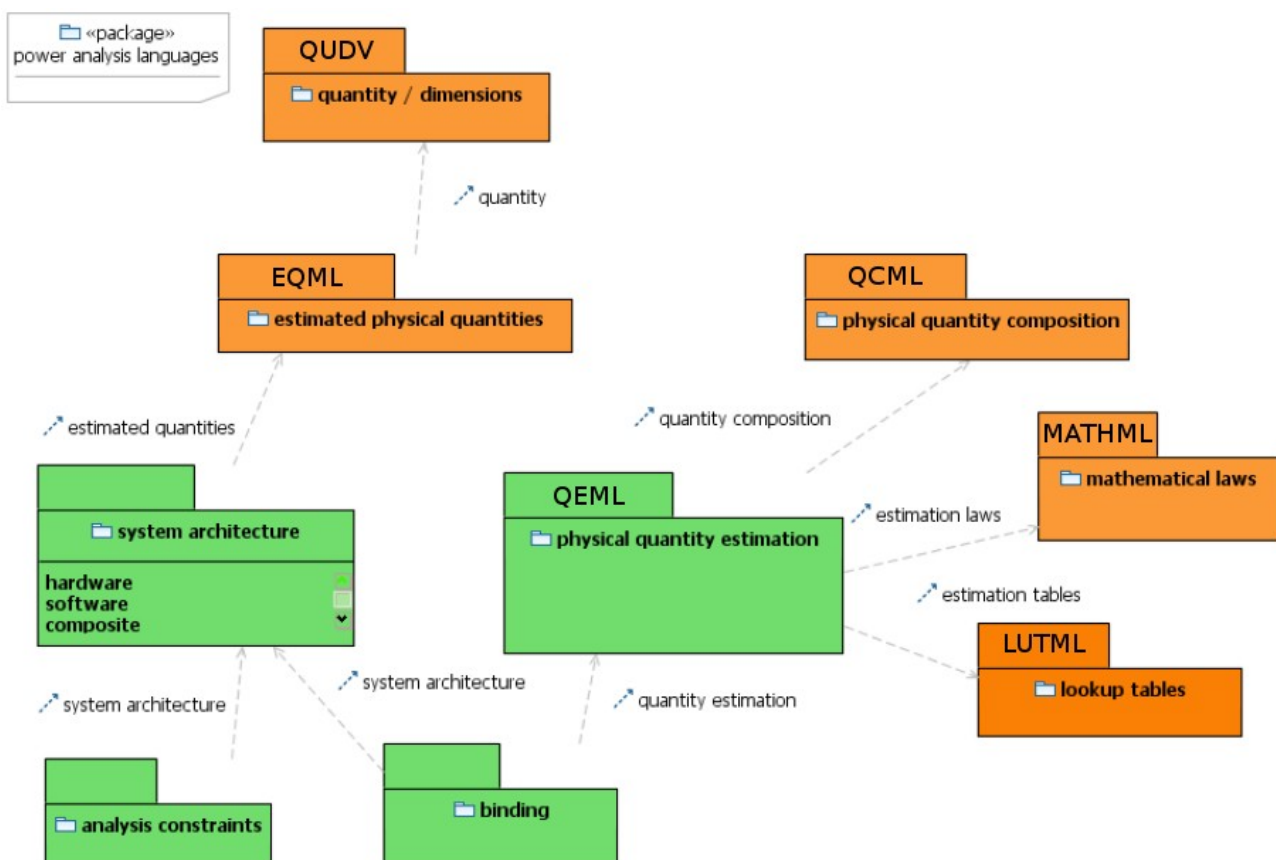 «package»
power analysis languages
QUDV
quantity / dimensions
quantity
EQML
estimated physical quantities
QCML
physical quantity composition
estimated quantities
quantity composition
MATHML
mathematical laws
system architecture
hardware
software
composite
QEML
physical quantity estimation
estimation laws
estimation tables
LUTML
lookup tables
system architecture
system architecture
quantity estimation
analysis constraints
binding